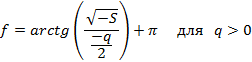 f = arctg ( √−S / (−q / 2) ) + π для q > 0